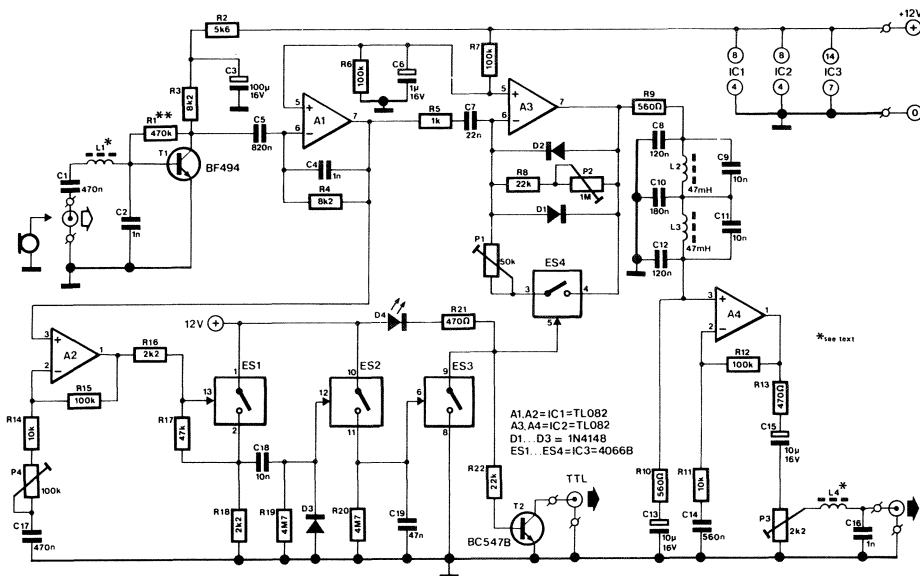 R2
5k6
+12V
R3
8k2
C3
100µ
16V
R6
100k
C6
1µ
16V
R7
100k
8
IC1
4
8
IC2
4
14
IC3
7
0
R1**
470k
L1*
C1
470n
T1
BF494
C2
1n
C5
820n
5
6
A1
7
C4
1n
R4
8k2
R5
1k
C7
22n
5
6
A3
7
R9
560Ω
C8
120n
L2
47mH
C9
10n
C10
180n
L3
47mH
C11
10n
C12
120n
D2
R8
22k
P2
1M
D1
P1
50k
ES4
3
4
5
3
2
A2
1
R16
2k2
R15
100k
R14
10k
P4
100k
C17
470n
12V
D4
R21
470Ω
ES1
1
13
2
R17
47k
C18
10n
R18
2k2
R19
4M7
D3
ES2
10
12
11
R20
4M7
C19
47n
ES3
9
6
8
R22
22k
A1,A2=IC1=TL082
A3,A4=IC2=TL082
D1...D3 = 1N4148
ES1...ES4=IC3=4066B
T2
BC547B
TTL
3
2
A4
1
*see text
R12
100k
R13
470Ω
C15
10µ
16V
R10
560Ω
C13
10µ
16V
R11
10k
C14
560n
P3
2k2
L4*
C16
1n